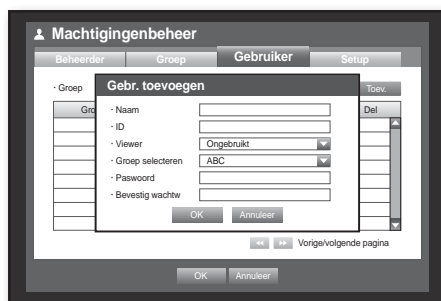 Machtigingenbeheer
Beheerder Groep Gebruiker Setup
· Groep Toev.
Gro Del
Gebr. toevoegen
· Naam
· ID
· Viewer Ongebruikt
· Groep selecteren ABC
· Paswoord
· Bevestig wachtw
OK Annuleer
Vorige/volgende pagina
OK Annuleer